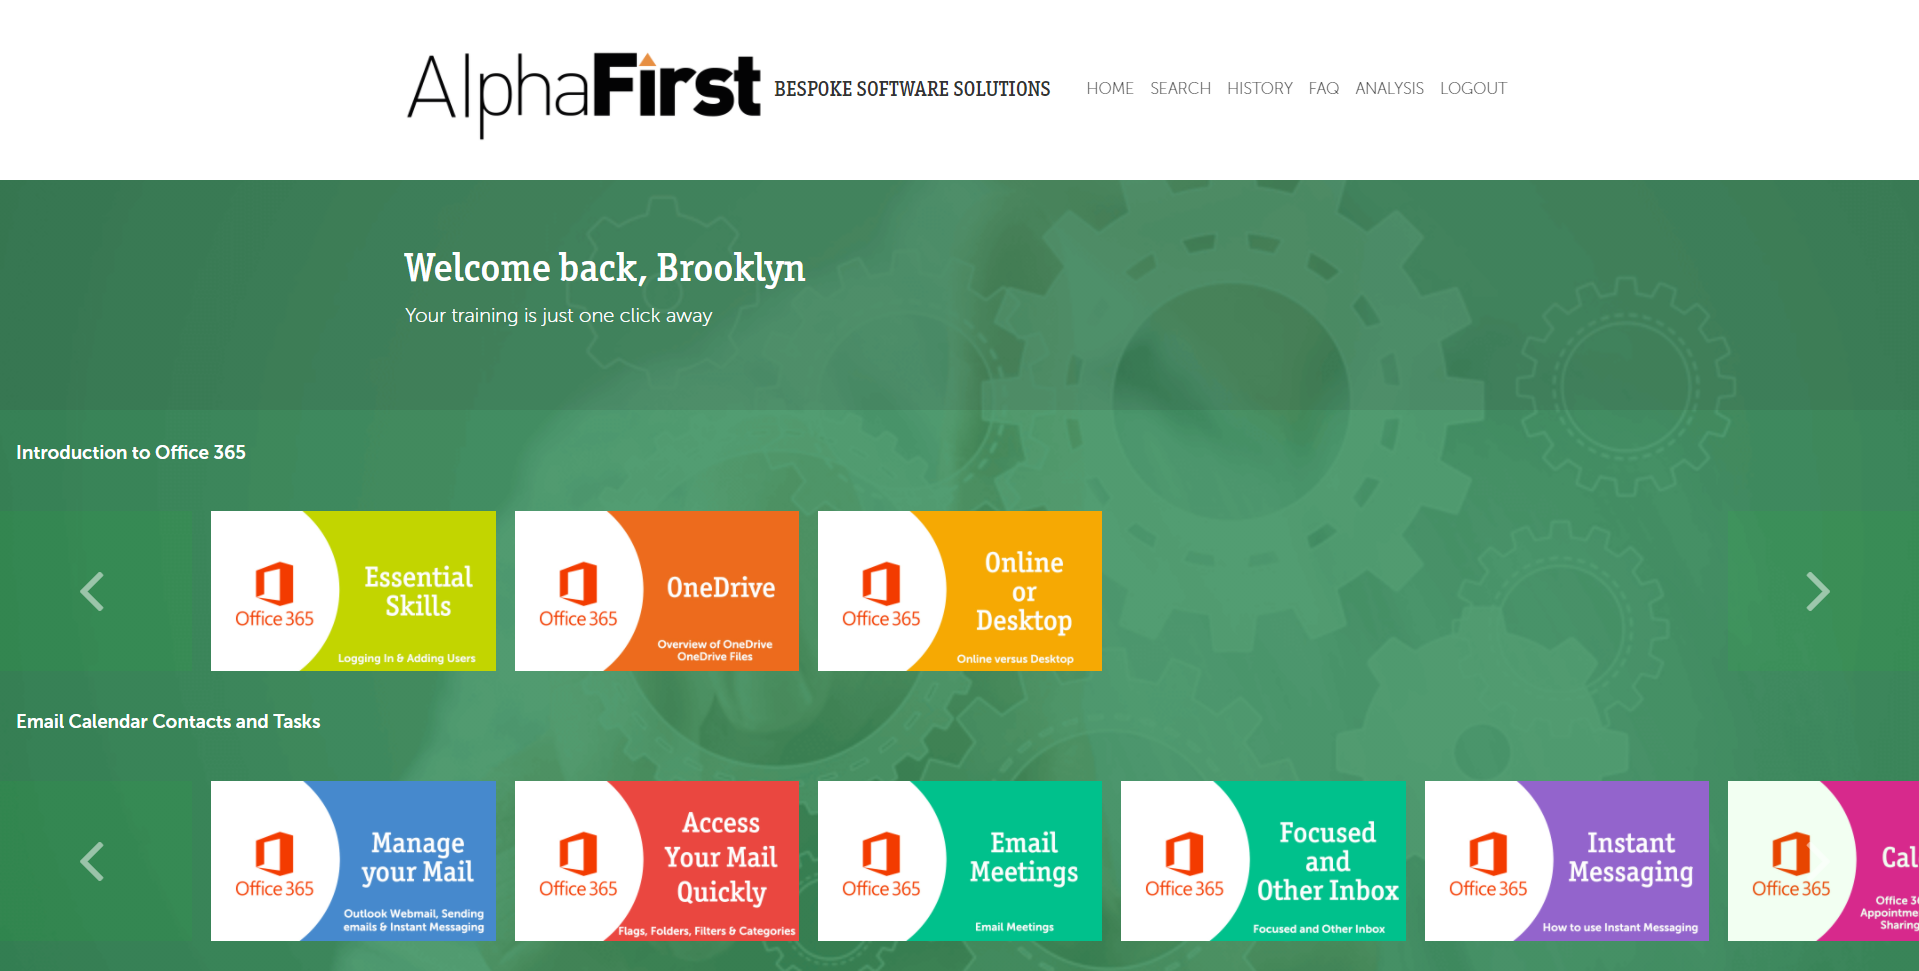 AlphaFirst BESPOKE SOFTWARE SOLUTIONS HOME SEARCH HISTORY FAQ ANALYSIS LOGOUT
Welcome back, Brooklyn
Your training is just one click away
Introduction to Office 365
Office 365
Essential
Skills
Logging In & Adding Users
Office 365
OneDrive
Overview of OneDrive
OneDrive Files
Office 365
Online
or
Desktop
Online versus Desktop
Email Calendar Contacts and Tasks
Office 365
Manage
your Mail
Outlook Webmail, Sending
emails & Instant Messaging
Office 365
Access
Your Mail
Quickly
Flags, Folders, Filters & Categories
Office 365
Email
Meetings
Email Meetings
Office 365
Focused
and
Other Inbox
Focused and Other Inbox
Office 365
Instant
Messaging
How to use Instant Messaging
Office 365
Cal
Office 3
Appointme
Sharing